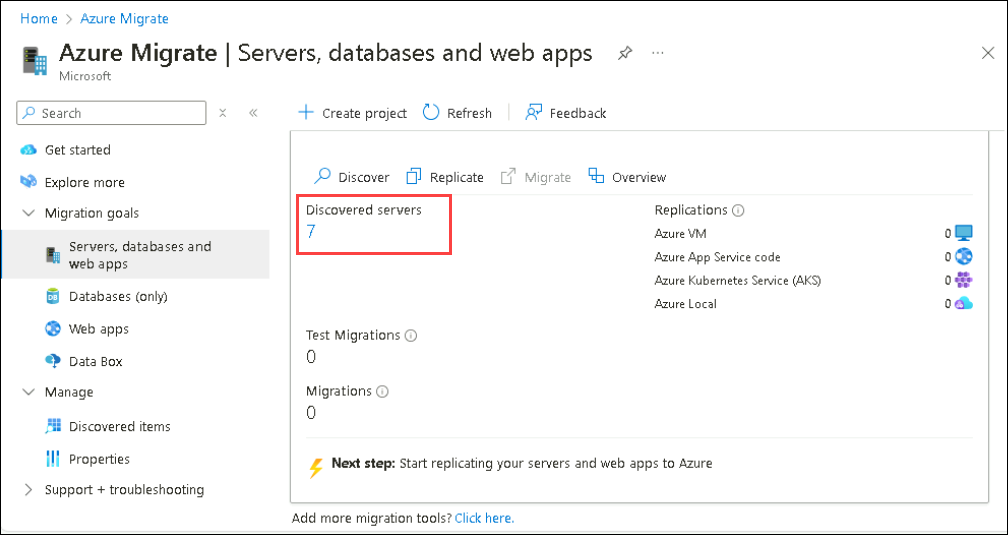 Home > Azure Migrate
Azure Migrate | Servers, databases and web apps
Microsoft
Search
Create project
Refresh
Feedback
Get started
Explore more
Migration goals
Servers, databases and
web apps
Databases (only)
Web apps
Data Box
Manage
Discovered items
Properties
Support + troubleshooting
Discover
Replicate
Migrate
Overview
Discovered servers
7
Replications
Azure VM 0
Azure App Service code 0
Azure Kubernetes Service (AKS) 0
Azure Local 0
Test Migrations
0
Migrations
0
Next step: Start replicating your servers and web apps to Azure
Add more migration tools? Click here.